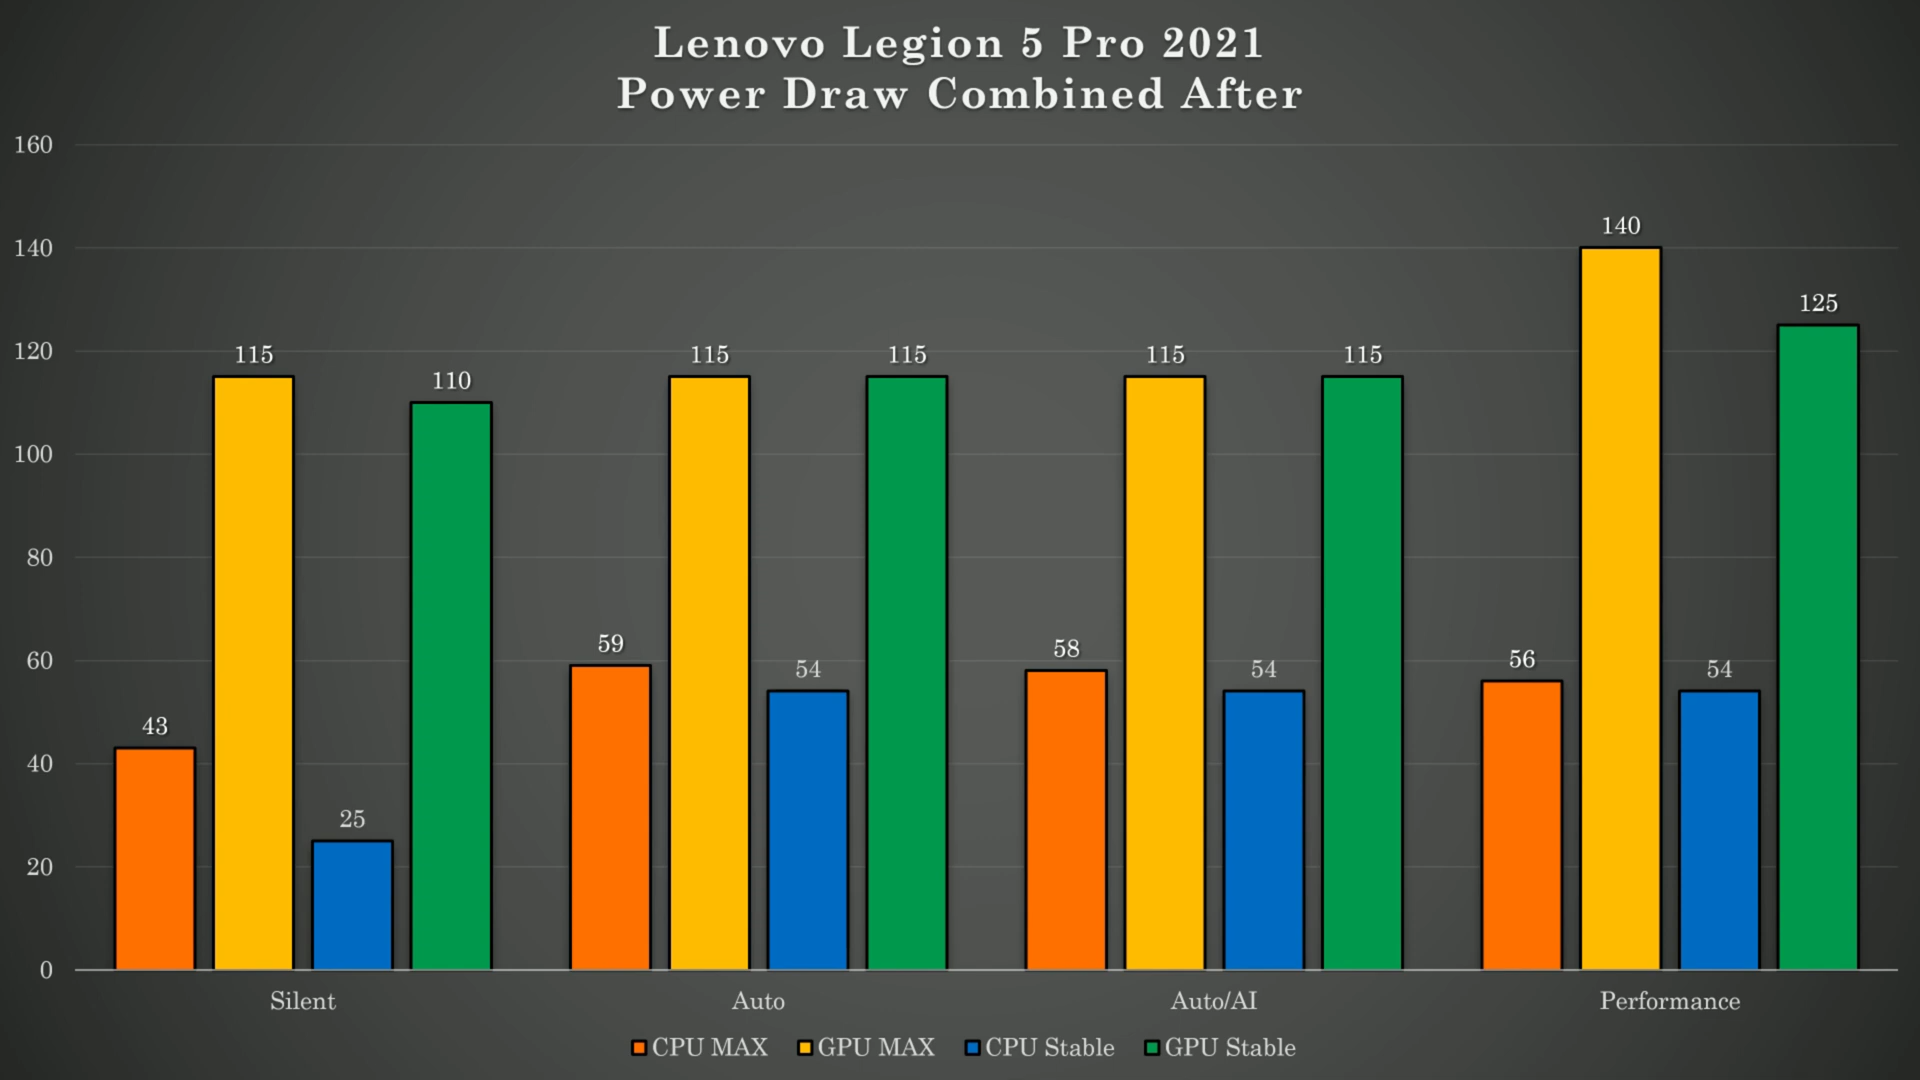 Lenovo Legion 5 Pro 2021
Power Draw Combined After
160
140
120
100
80
60
40
20
0
43
115
25
110
59
115
54
115
58
115
54
115
56
140
54
125
Silent
Auto
Auto/AI
Performance
CPU MAX
GPU MAX
CPU Stable
GPU Stable